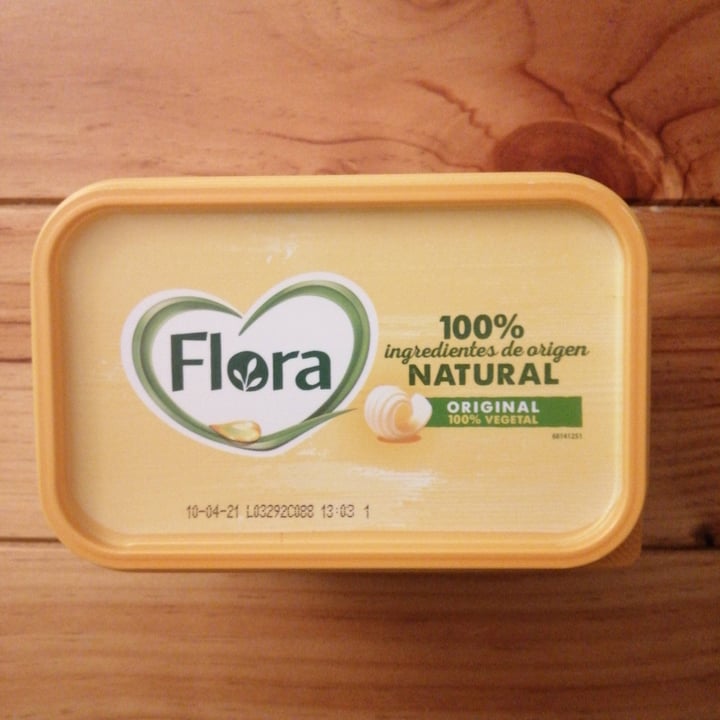 Flora
100%
ingredientes de origen
NATURAL
ORIGINAL
100% VEGETAL
10-04-21 L03292C088 13:03 1